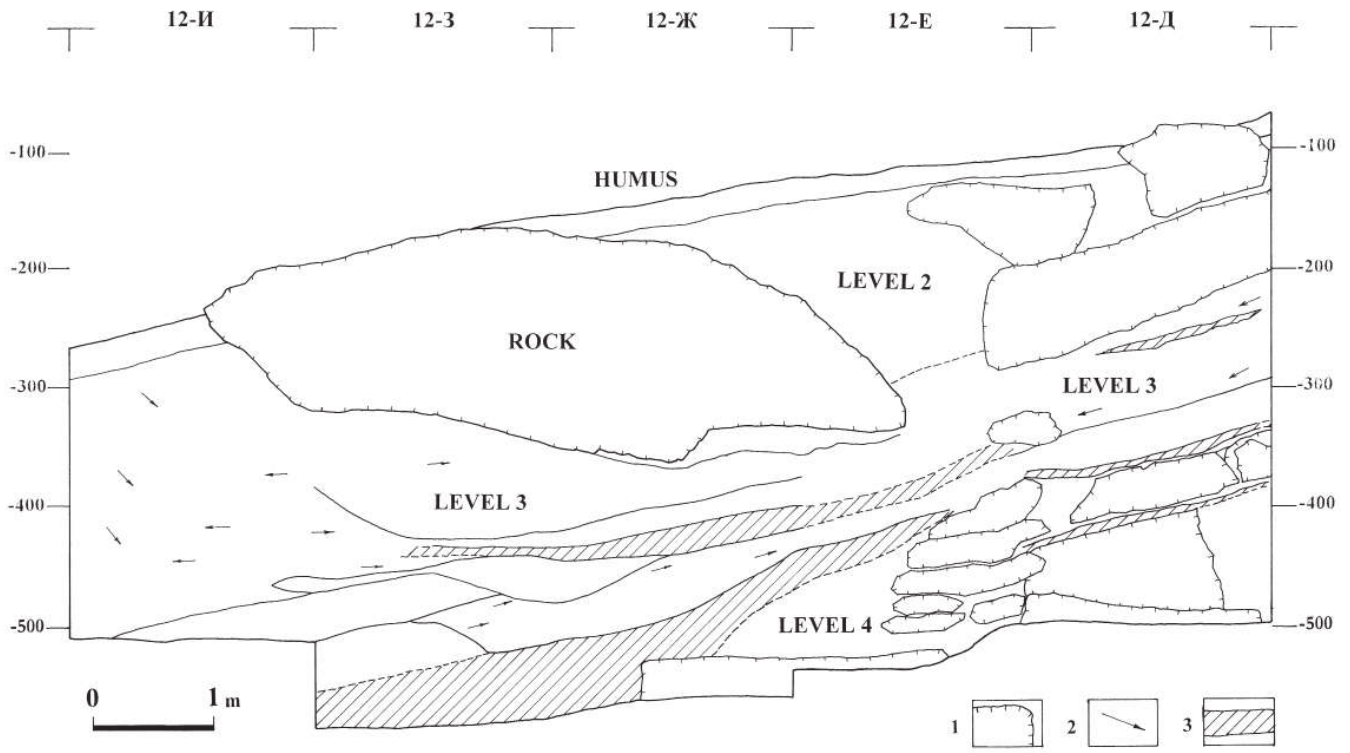 12-И 12-З 12-Ж 12-Е 12-Д
-100 -100
HUMUS
-200 -200
LEVEL 2
ROCK
-300 LEVEL 3 -300
LEVEL 3
-400 -400
-500 LEVEL 4 -500
0 1 m
1 2 3